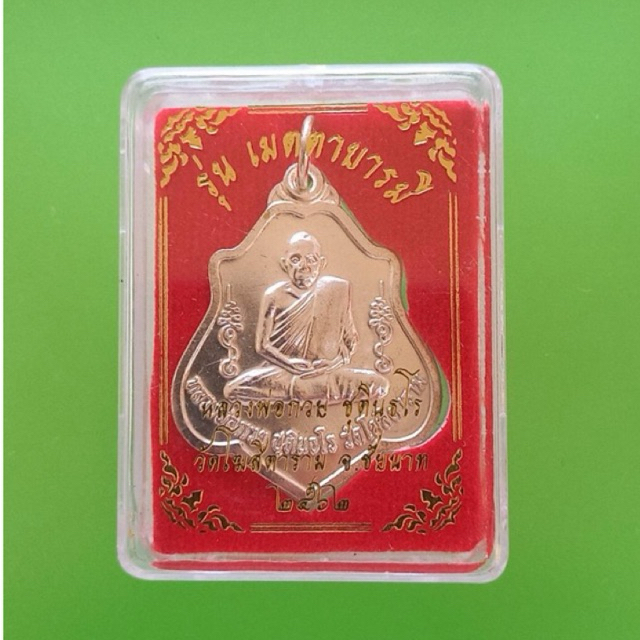 รุ่น เมตตาบารมี
หลวงพ่อกวย ชุตินฺธโร
วัดโฆสิตาราม จ.ชัยนาท
๒๕๖๒